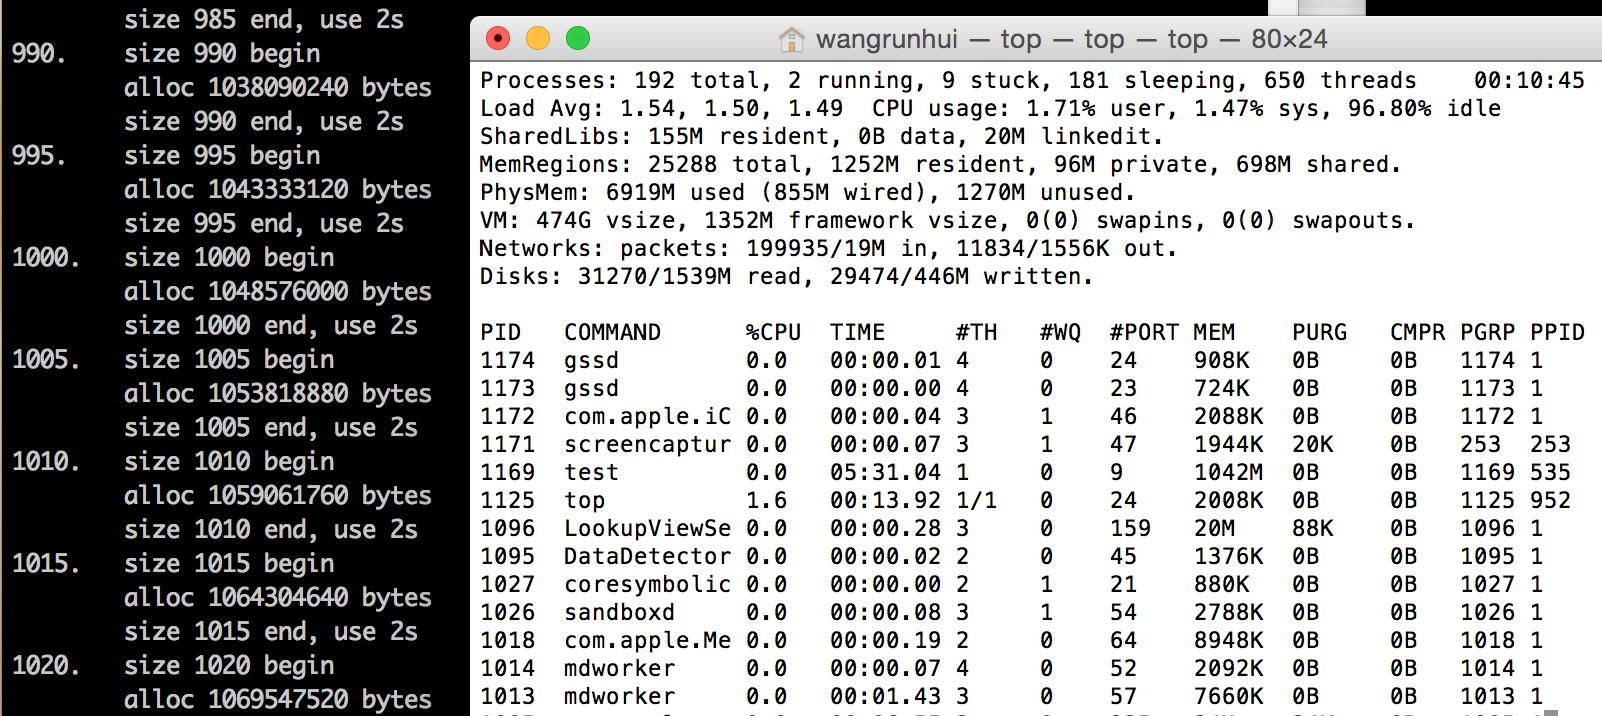 size 985 end, use 2s
990. size 990 begin
alloc 1038090240 bytes
size 990 end, use 2s
995. size 995 begin
alloc 1043333120 bytes
size 995 end, use 2s
1000. size 1000 begin
alloc 1048576000 bytes
size 1000 end, use 2s
1005. size 1005 begin
alloc 1053818880 bytes
size 1005 end, use 2s
1010. size 1010 begin
alloc 1059061760 bytes
size 1010 end, use 2s
1015. size 1015 begin
alloc 1064304640 bytes
size 1015 end, use 2s
1020. size 1020 begin
alloc 1069547520 bytes
wangrunhui — top — top — top — 80×24
Processes: 192 total, 2 running, 9 stuck, 181 sleeping, 650 threads 00:10:45
Load Avg: 1.54, 1.50, 1.49 CPU usage: 1.71% user, 1.47% sys, 96.80% idle
SharedLibs: 155M resident, 0B data, 20M linkedit.
MemRegions: 25288 total, 1252M resident, 96M private, 698M shared.
PhysMem: 6919M used (855M wired), 1270M unused.
VM: 474G vsize, 1352M framework vsize, 0(0) swapins, 0(0) swapouts.
Networks: packets: 199935/19M in, 11834/1556K out.
Disks: 31270/1539M read, 29474/446M written.
PID COMMAND %CPU TIME #TH #WQ #PORT MEM PURG CMPR PGRP PPID
1174 gssd 0.0 00:00.01 4 0 24 908K 0B 0B 1174 1
1173 gssd 0.0 00:00.00 4 0 23 724K 0B 0B 1173 1
1172 com.apple.iC 0.0 00:00.04 3 1 46 2088K 0B 0B 1172 1
1171 screencaptur 0.0 00:00.07 3 1 47 1944K 20K 0B 253 253
1169 test 0.0 05:31.04 1 0 9 1042M 0B 0B 1169 535
1125 top 1.6 00:13.92 1/1 0 24 2008K 0B 0B 1125 952
1096 LookupViewSe 0.0 00:00.28 3 0 159 20M 88K 0B 1096 1
1095 DataDetector 0.0 00:00.02 2 0 45 1376K 0B 0B 1095 1
1027 coresymbolic 0.0 00:00.00 2 1 21 880K 0B 0B 1027 1
1026 sandboxd 0.0 00:00.08 3 1 54 2788K 0B 0B 1026 1
1018 com.apple.Me 0.0 00:00.19 2 0 64 8948K 0B 0B 1018 1
1014 mdworker 0.0 00:00.07 4 0 52 2092K 0B 0B 1014 1
1013 mdworker 0.0 00:01.43 3 0 57 7660K 0B 0B 1013 1